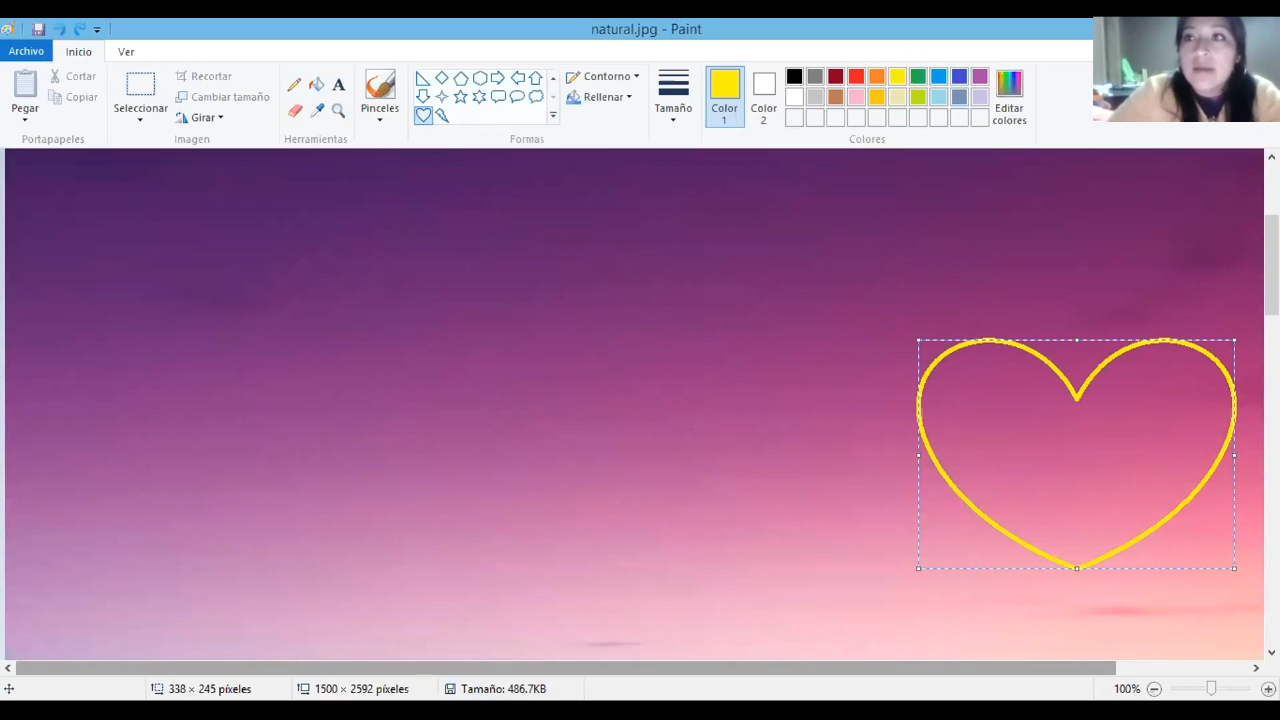 natural.jpg - Paint
Archivo
Inicio
Ver
Pegar
Cortar
Copiar
Portapapeles
Seleccionar
Recortar
Cambiar tamaño
Girar
Imagen
A
Herramientas
Pinceles
Contorno
Rellenar
Formas
Tamaño
Color 1
Color 2
Editar colores
Colores
338 × 245 píxeles
1500 × 2592 píxeles
Tamaño: 486.7KB
100%